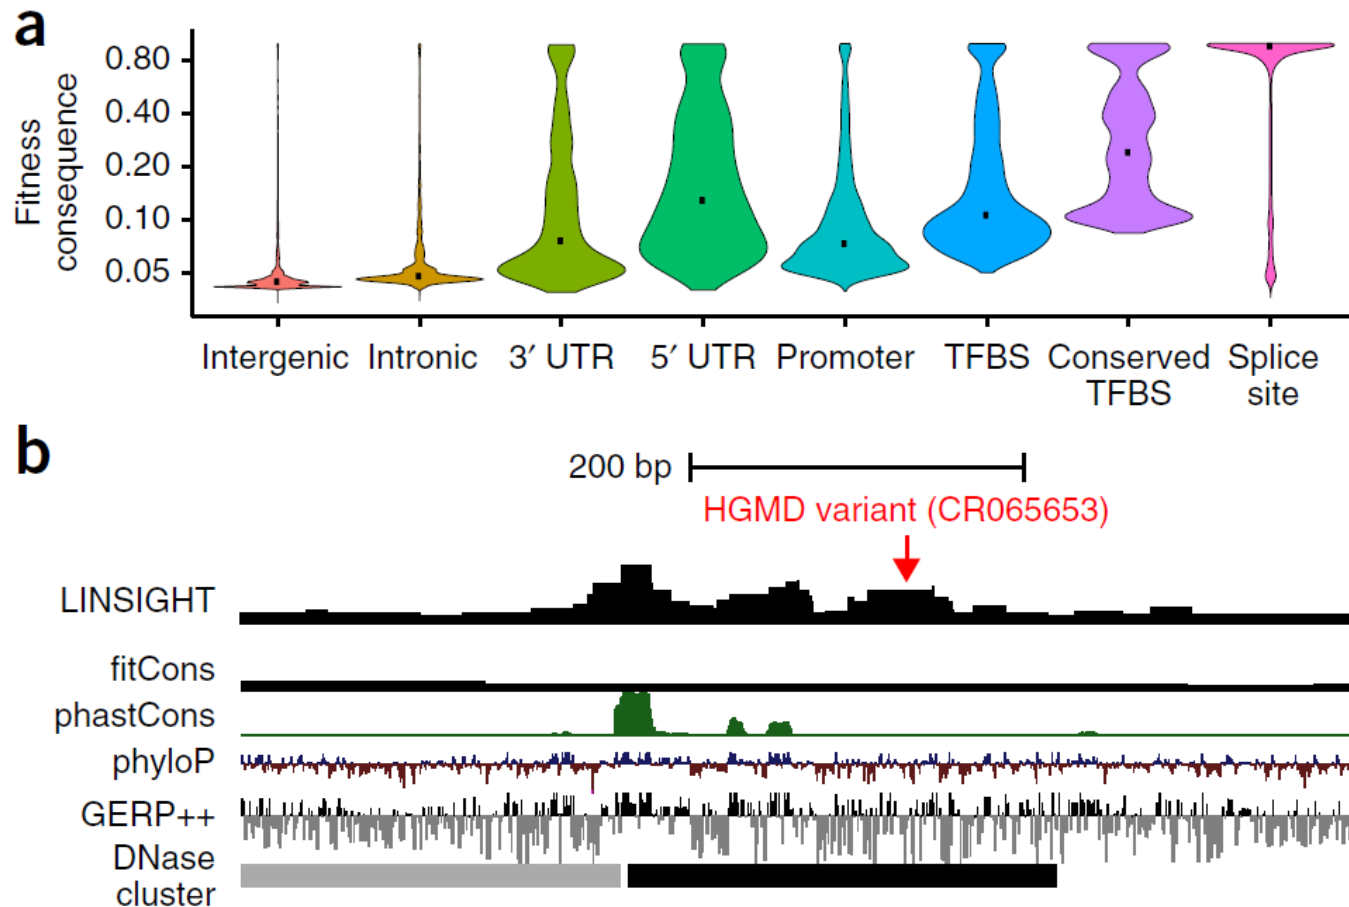 a
Fitness
consequence
0.80
0.40
0.20
0.10
0.05
Intergenic
Intronic
3′ UTR
5′ UTR
Promoter
TFBS
Conserved
TFBS
Splice
site
b
200 bp
HGMD variant (CR065653)
LINSIGHT
fitCons
phastCons
phyloP
GERP++
DNase
cluster